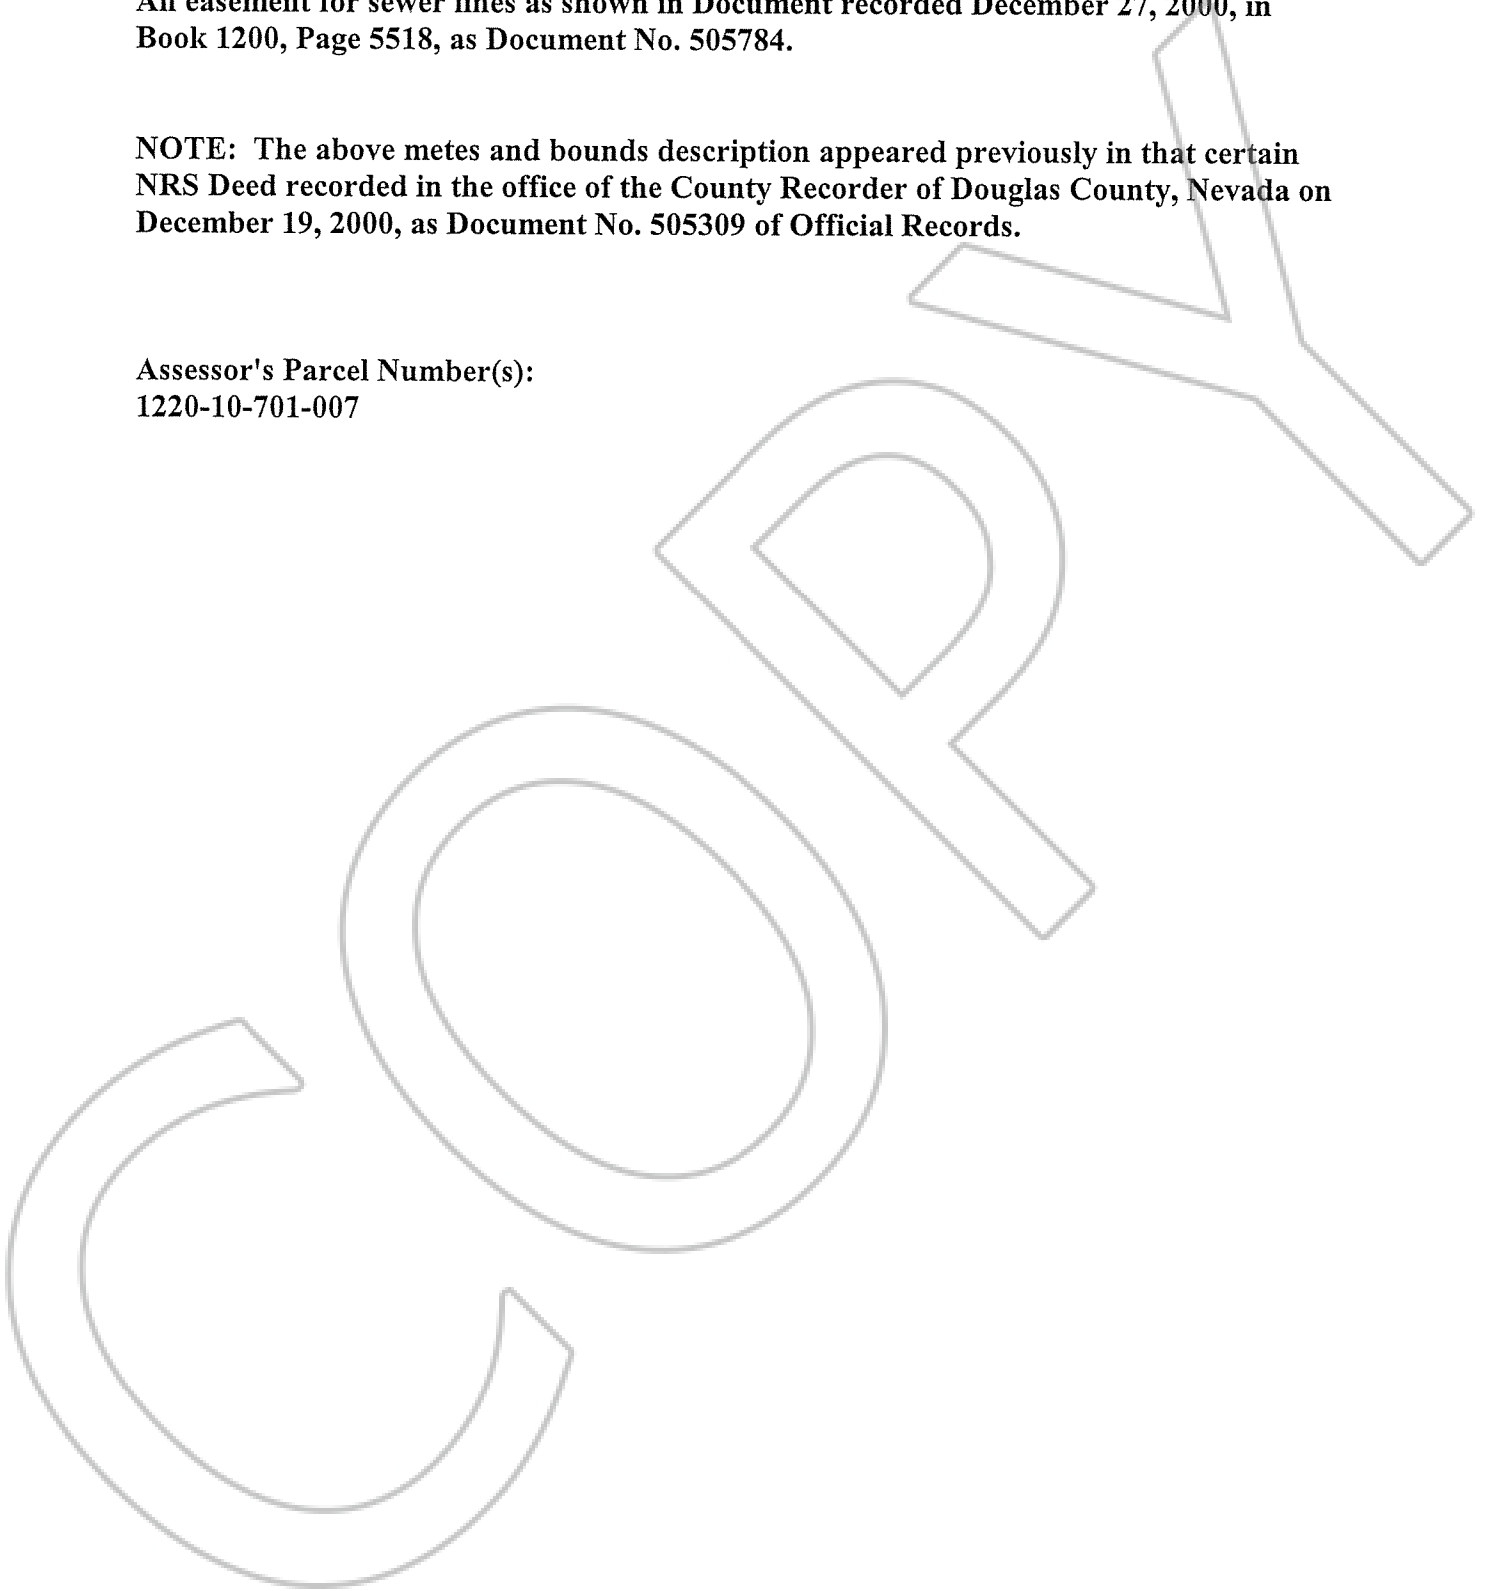 An easement for sewer lines as shown in Document recorded December 27, 2000, in
Book 1200, Page 5518, as Document No. 505784.
NOTE: The above metes and bounds description appeared previously in that certain
NRS Deed recorded in the office of the County Recorder of Douglas County, Nevada on
December 19, 2000, as Document No. 505309 of Official Records.
Assessor's Parcel Number(s):
1220-10-701-007
COPY